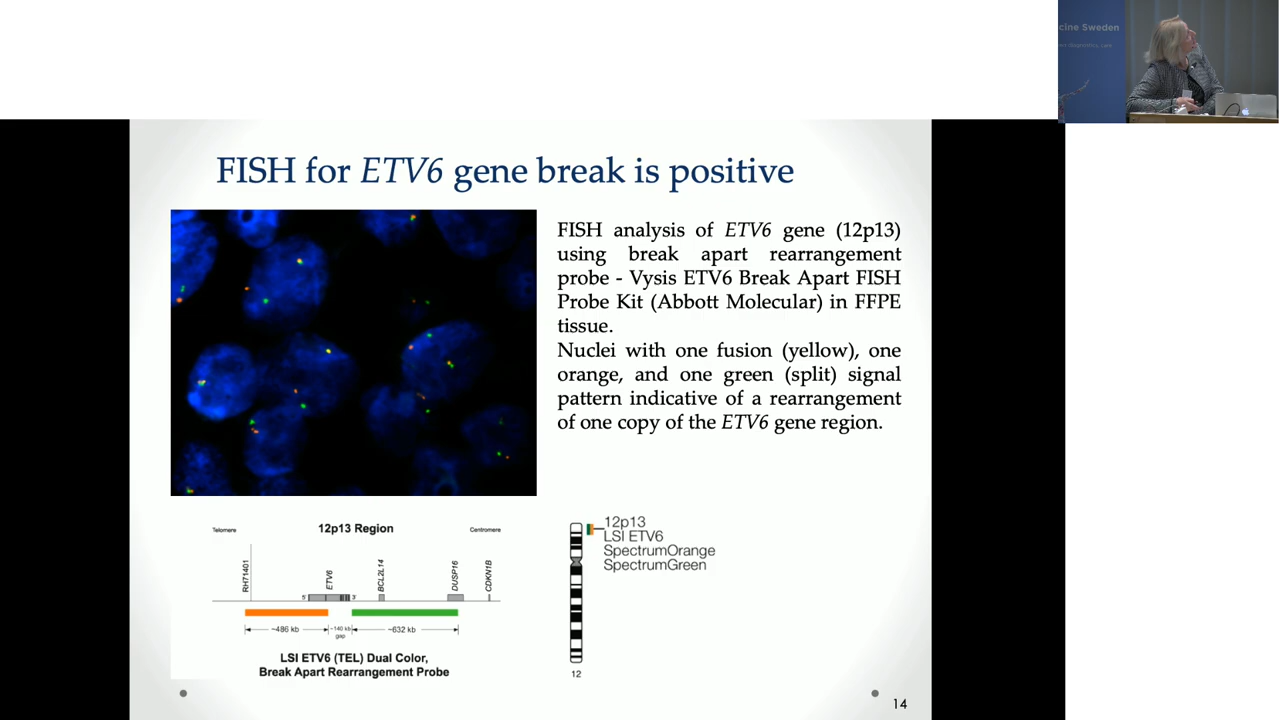 cine Sweden
FISH for ETV6 gene break is positive
FISH analysis of ETV6 gene (12p13)
using break apart rearrangement
probe - Vysis ETV6 Break Apart FISH
Probe Kit (Abbott Molecular) in FFPE
tissue.
Nuclei with one fusion (yellow), one
orange, and one green (split) signal
pattern indicative of a rearrangement
of one copy of the ETV6 gene region.
Telomere
12p13 Region
Centromere
RH71401
ETV6
BCL2L14
DUSP16
CDKN1B
5'
3'
~486 kb
~140 kb
gap
~632 kb
LSI ETV6 (TEL) Dual Color,
Break Apart Rearrangement Probe
12p13
LSI ETV6
SpectrumOrange
SpectrumGreen
12
14